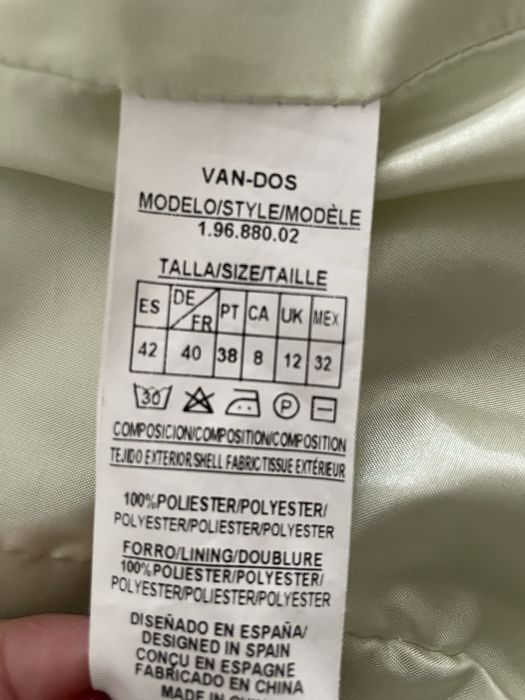 VAN-DOS
MODELO/STYLE/MODÈLE
1.96.880.02
TALLA/SIZE/TAILLE
ES DE/FR PT CA UK MEX
42 40 38 8 12 32
30 P
COMPOSICION/COMPOSITION/COMPOSITION
TEJIDO EXTERIOR/SHELL FABRIC/TISSUE EXTÉRIEUR
100%POLIESTER/POLYESTER/
POLYESTER/POLIESTER/POLYESTER
FORRO/LINING/DOUBLURE
100%POLIESTER/POLYESTER/
POLYESTER/POLIESTER/POLYESTER
DISEÑADO EN ESPAÑA/
DESIGNED IN SPAIN
CONÇU EN ESPAGNE
FABRICADO EN CHINA
MADE IN